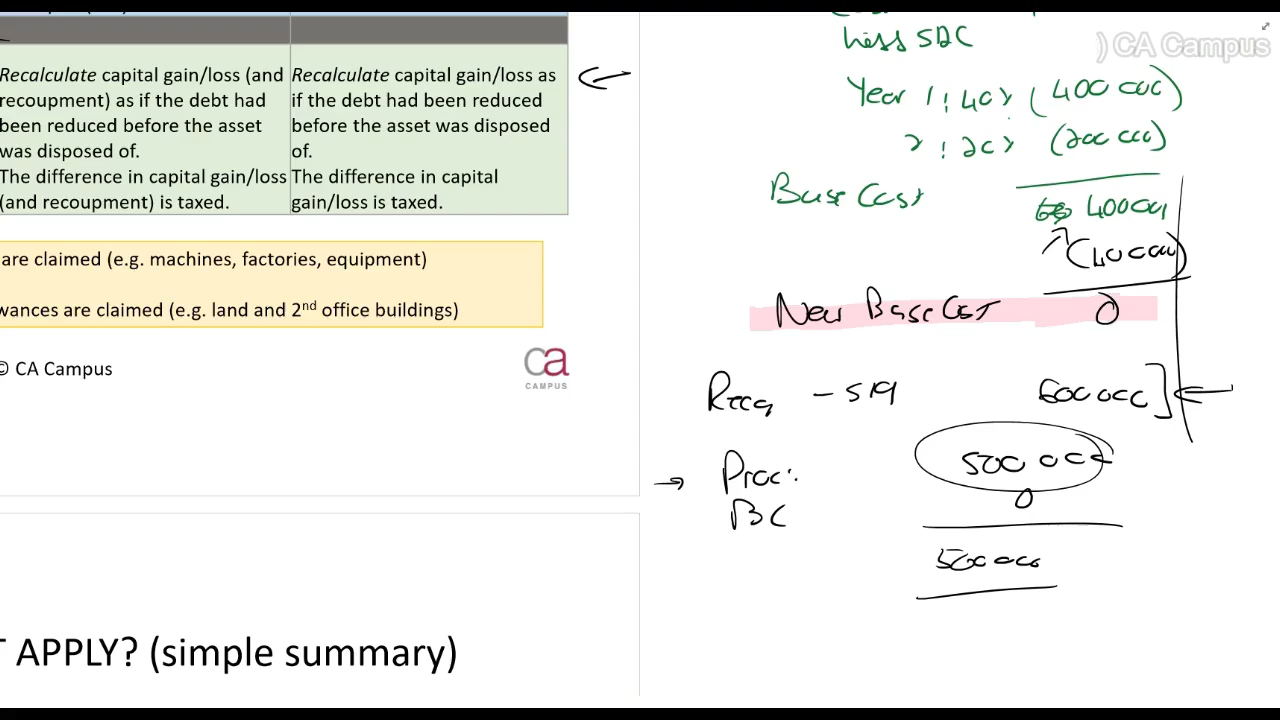 Recalculate capital gain/loss (and
recoupment) as if the debt had
been reduced before the asset
was disposed of.
The difference in capital gain/loss
(and recoupment) is taxed.
Recalculate capital gain/loss as
if the debt had been reduced
before the asset was disposed
of.
The difference in capital
gain/loss is taxed.
are claimed (e.g. machines, factories, equipment)
wances are claimed (e.g. land and 2nd office buildings)
© CA Campus
ca
CAMPUS
T APPLY? (simple summary)
) CA Campus
Less
Year 1: 40% (400 000)
2: 20% (200 000)
Base Cost 400 000
(400 000)
New Base Cost 0
Recq - S19 600 000
Proc: 500 000
BC 0
500 000